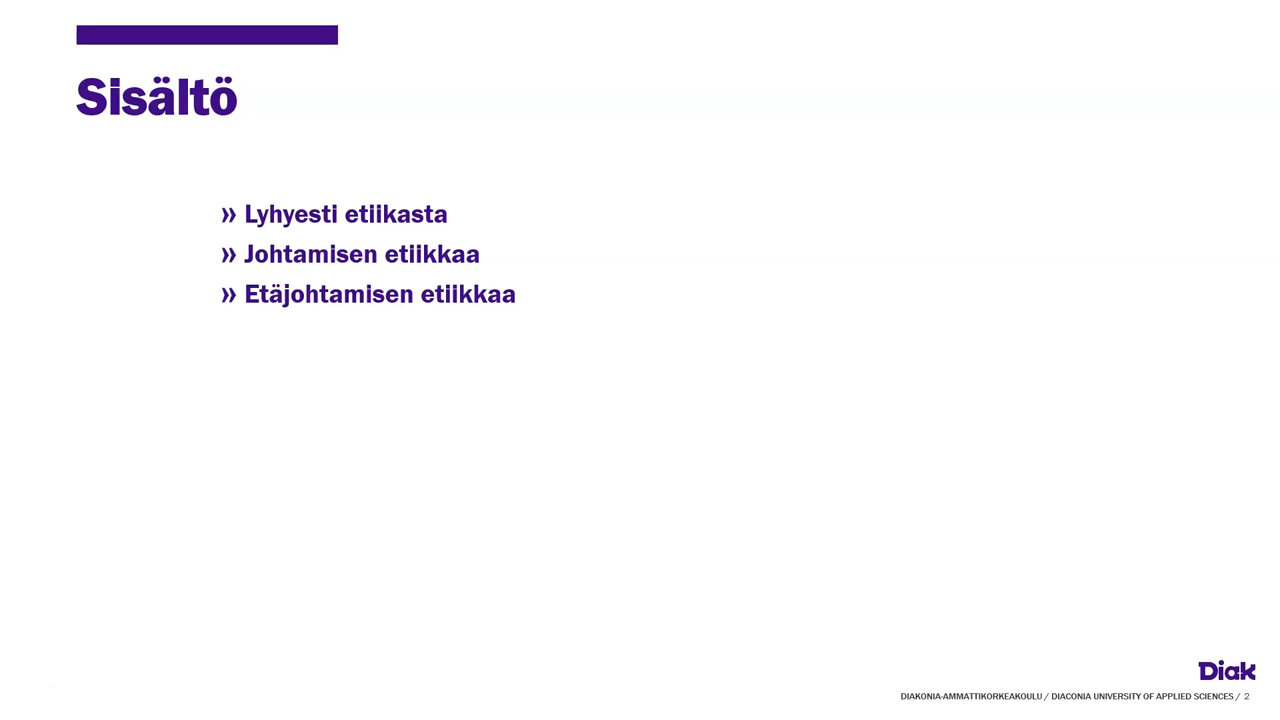 Sisältö
» Lyhyesti etiikasta
» Johtamisen etiikkaa
» Etäjohtamisen etiikkaa
Diak
DIAKONIA-AMMATTIKORKEAKOULU / DIACONIA UNIVERSITY OF APPLIED SCIENCES / 2